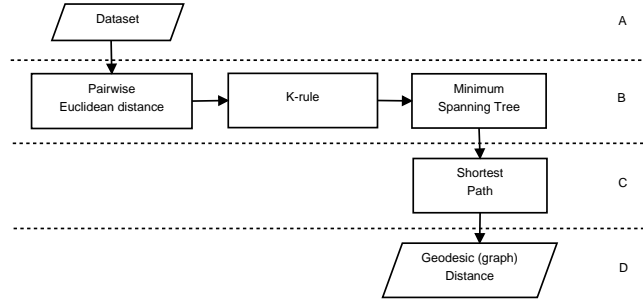 Dataset
A
Pairwise
Euclidean distance
K-rule
Minimum
Spanning Tree
B
Shortest
Path
C
Geodesic (graph)
Distance
D